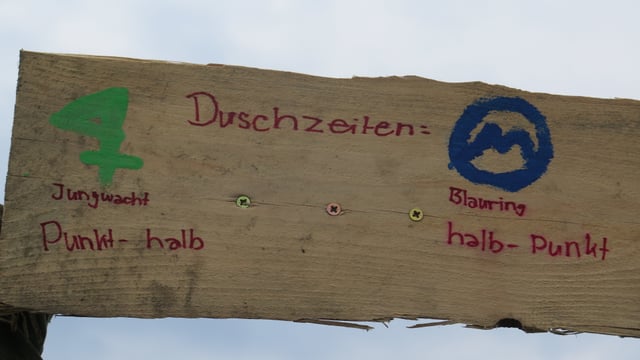 Duschzeiten:
Jungwacht
Punkt- halb
Blauring
halb- Punkt